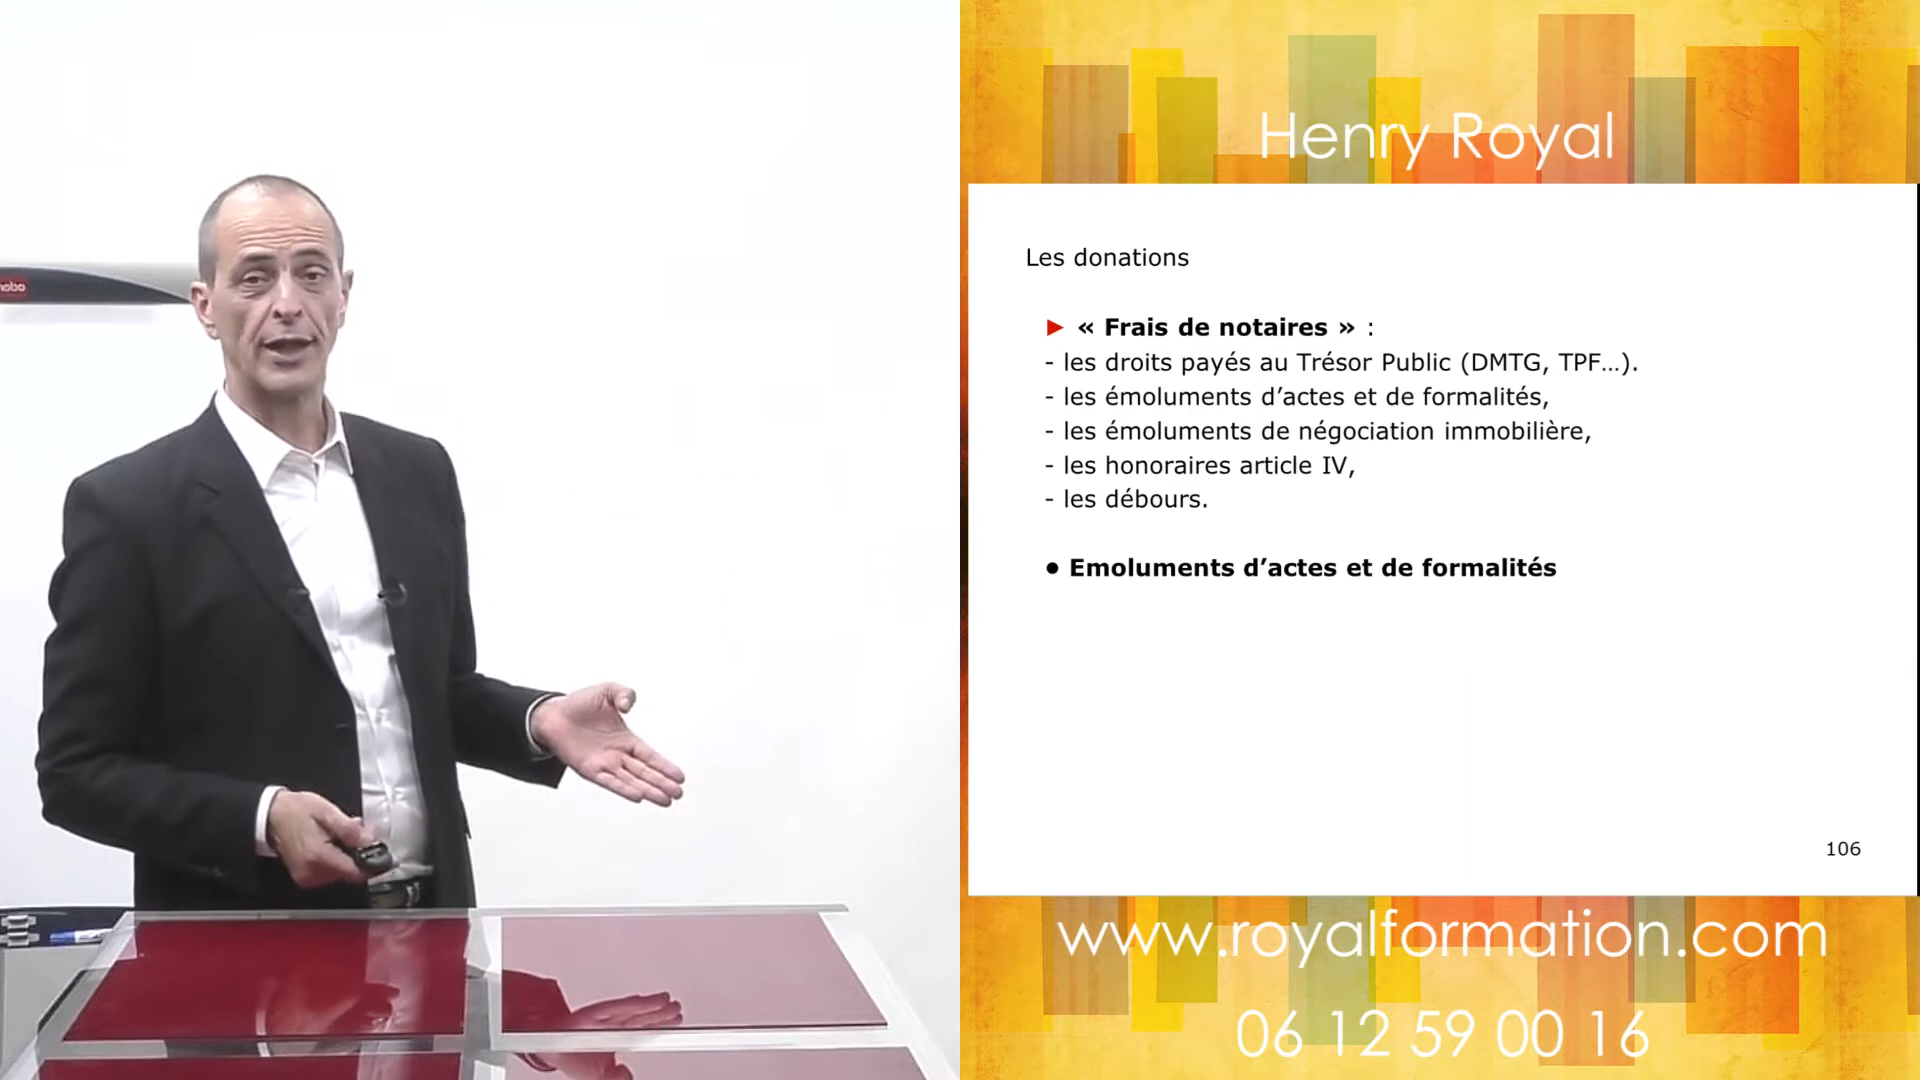 nobo
Henry Royal
Les donations
► « Frais de notaires » :
- les droits payés au Trésor Public (DMTG, TPF…).
- les émoluments d’actes et de formalités,
- les émoluments de négociation immobilière,
- les honoraires article IV,
- les débours.
● Emoluments d’actes et de formalités
106
www.royalformation.com
06 12 59 00 16